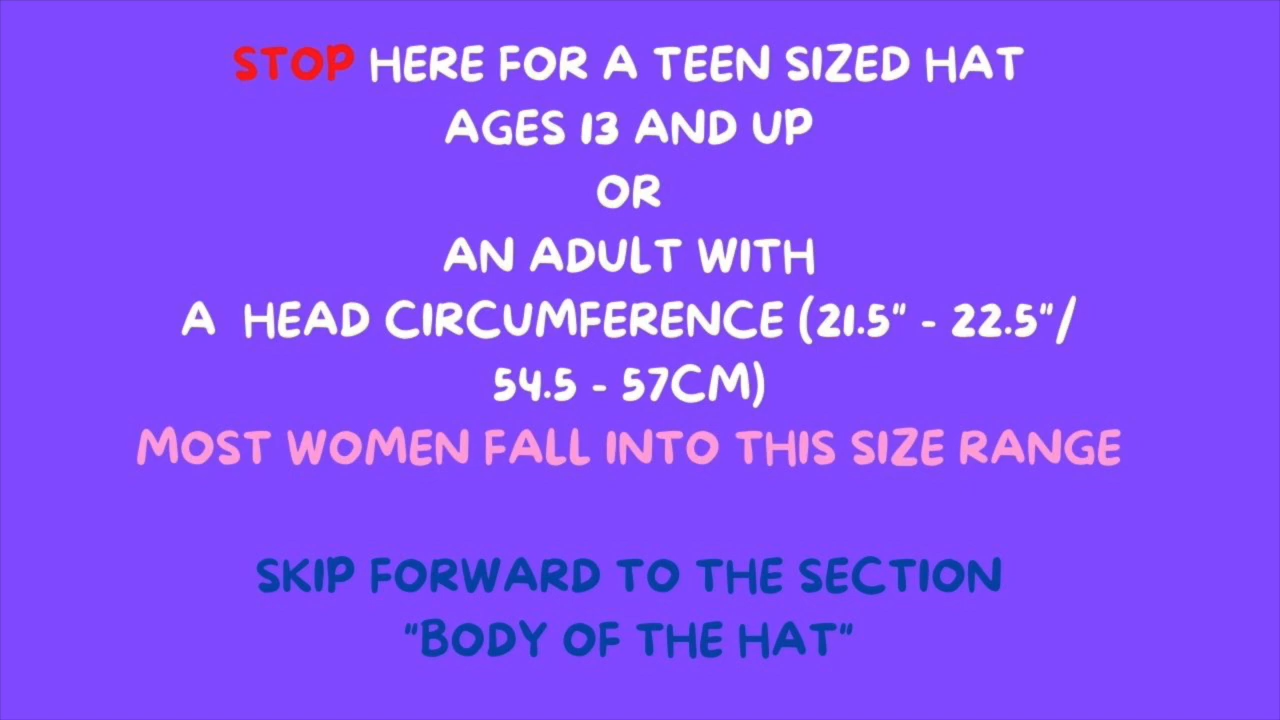 STOP HERE FOR A TEEN SIZED HAT
AGES 13 AND UP
OR
AN ADULT WITH
A HEAD CIRCUMFERENCE (21.5" - 22.5"/
54.5 - 57CM)
MOST WOMEN FALL INTO THIS SIZE RANGE
SKIP FORWARD TO THE SECTION
"BODY OF THE HAT"